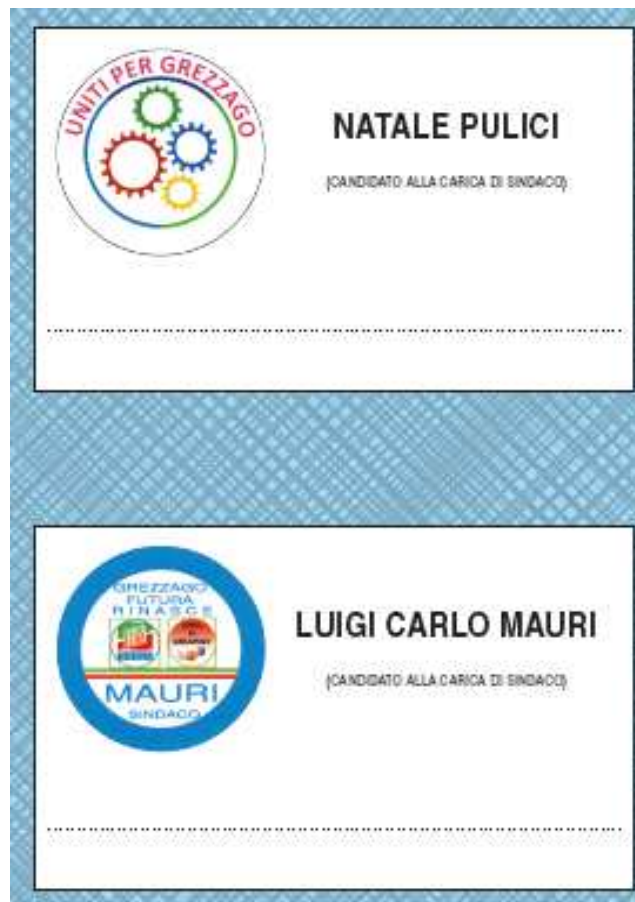 UNITI PER GREZZAGO
NATALE PULICI
(CANDIDATO ALLA CARICA DI SINDACO)
GREZZAGO
FUTURA
RINASCE
MAURI
SINDACO
LUIGI CARLO MAURI
(CANDIDATO ALLA CARICA DI SINDACO)